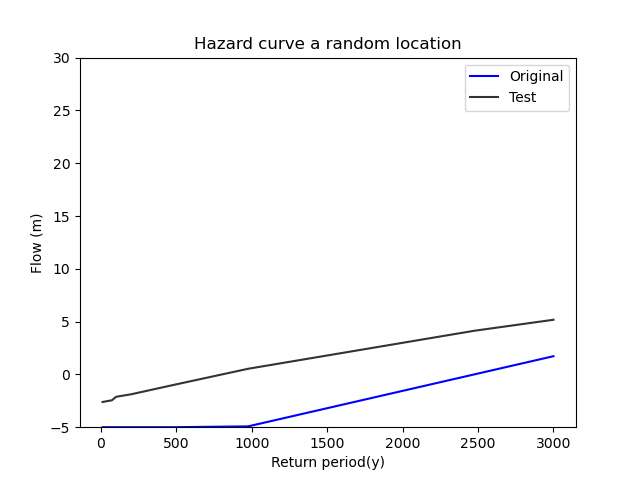 Hazard curve a random location
Original
Test
30
25
20
15
10
5
0
−5
Flow (m)
0 500 1000 1500 2000 2500 3000
Return period(y)